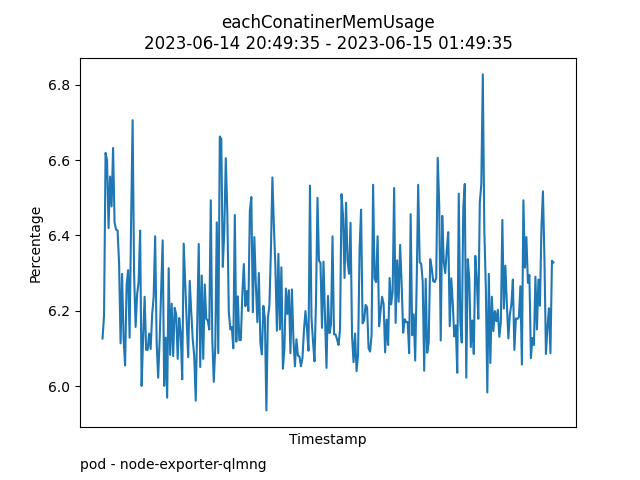 eachConatinerMemUsage
2023-06-14 20:49:35 - 2023-06-15 01:49:35
6.8
6.6
6.4
6.2
6.0
Percentage
Timestamp
pod - node-exporter-qlmng